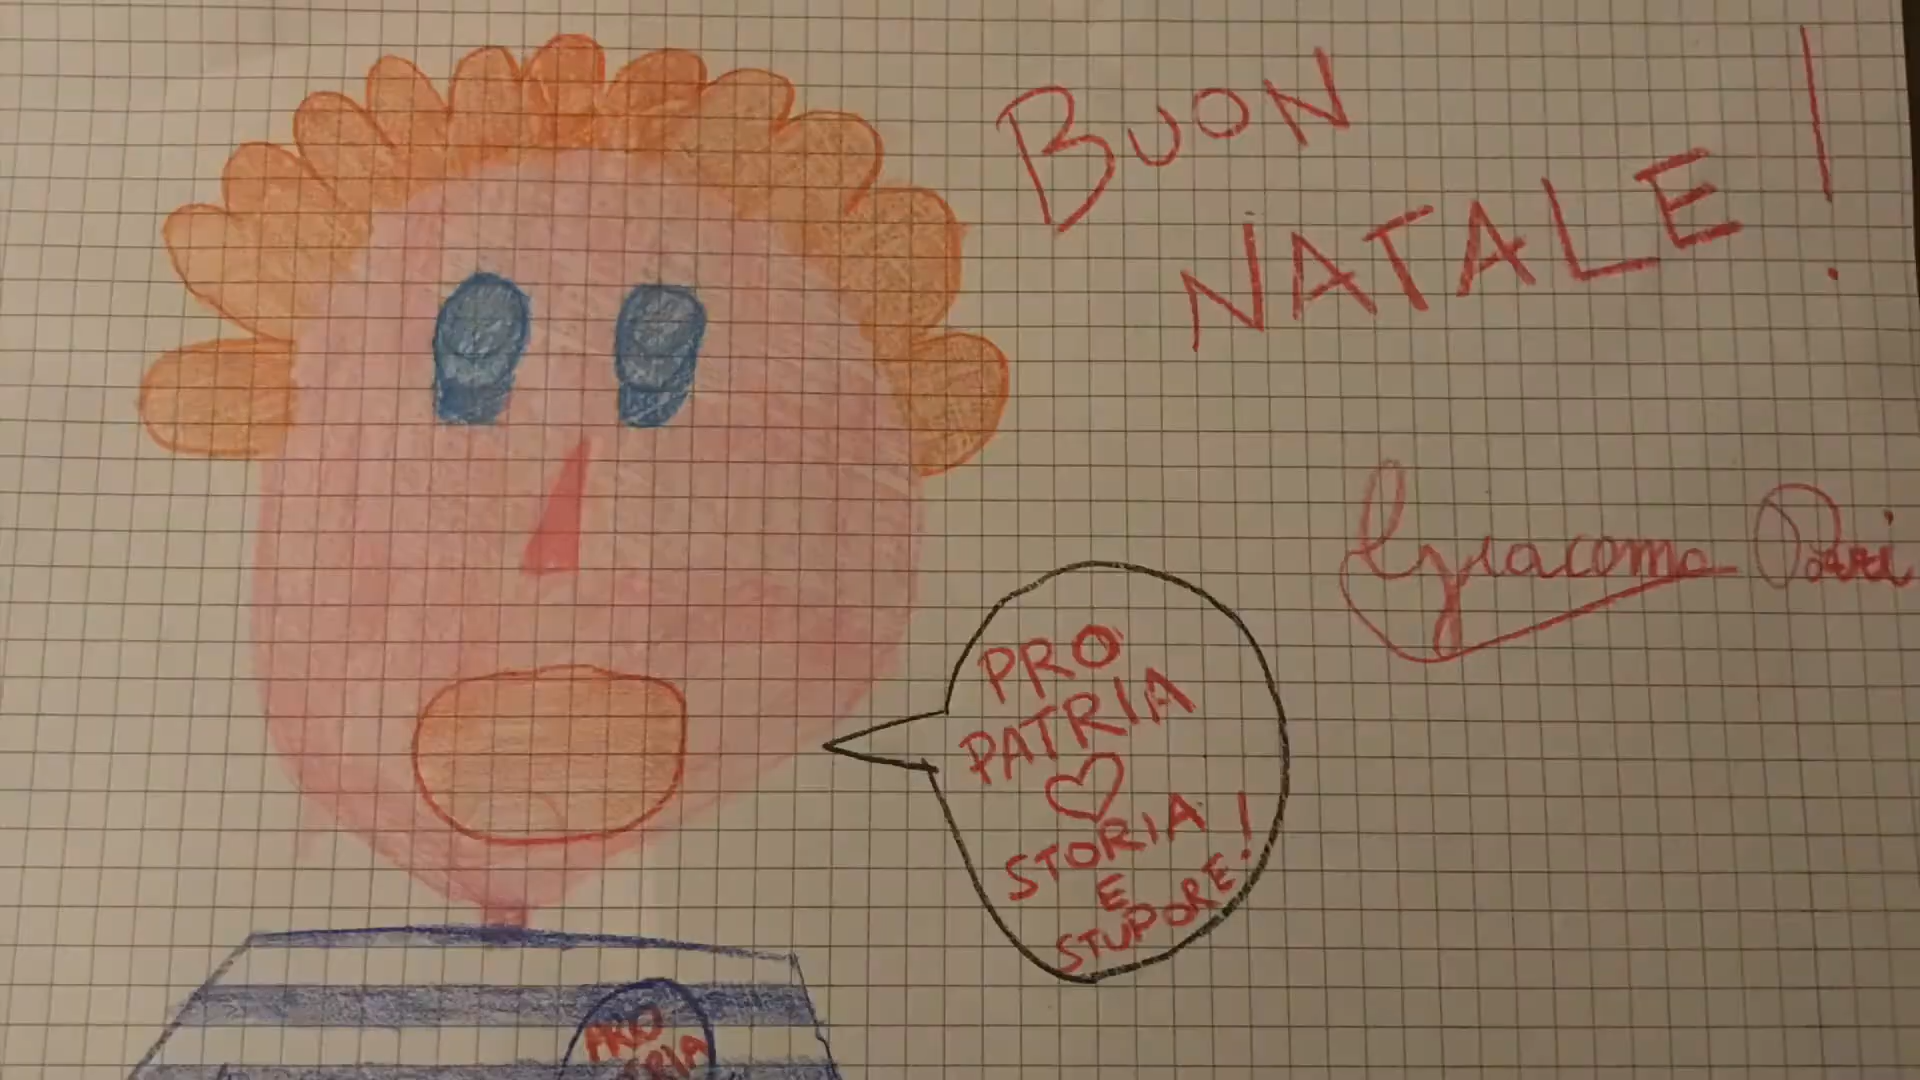 BUON
NATALE!
Giacomo
PRO
PATRIA
STORIA
E
STUPORE!
PRO